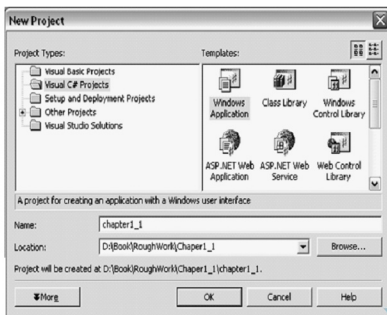 New Project
Project Types:
Templates:
Visual Basic Projects
Visual C# Projects
Setup and Deployment Projects
Other Projects
Visual Studio Solutions
Windows Application
Class Library
Windows Control Library
ASP.NET Web Application
ASP.NET Web Service
Web Control Library
A project for creating an application with a Windows user interface
Name:
chapter1_1
Location:
D:\Book\RoughWork\Chaper1_1
Browse...
Project will be created at D:\Book\RoughWork\Chaper1_1\chapter1_1.
More
OK
Cancel
Help